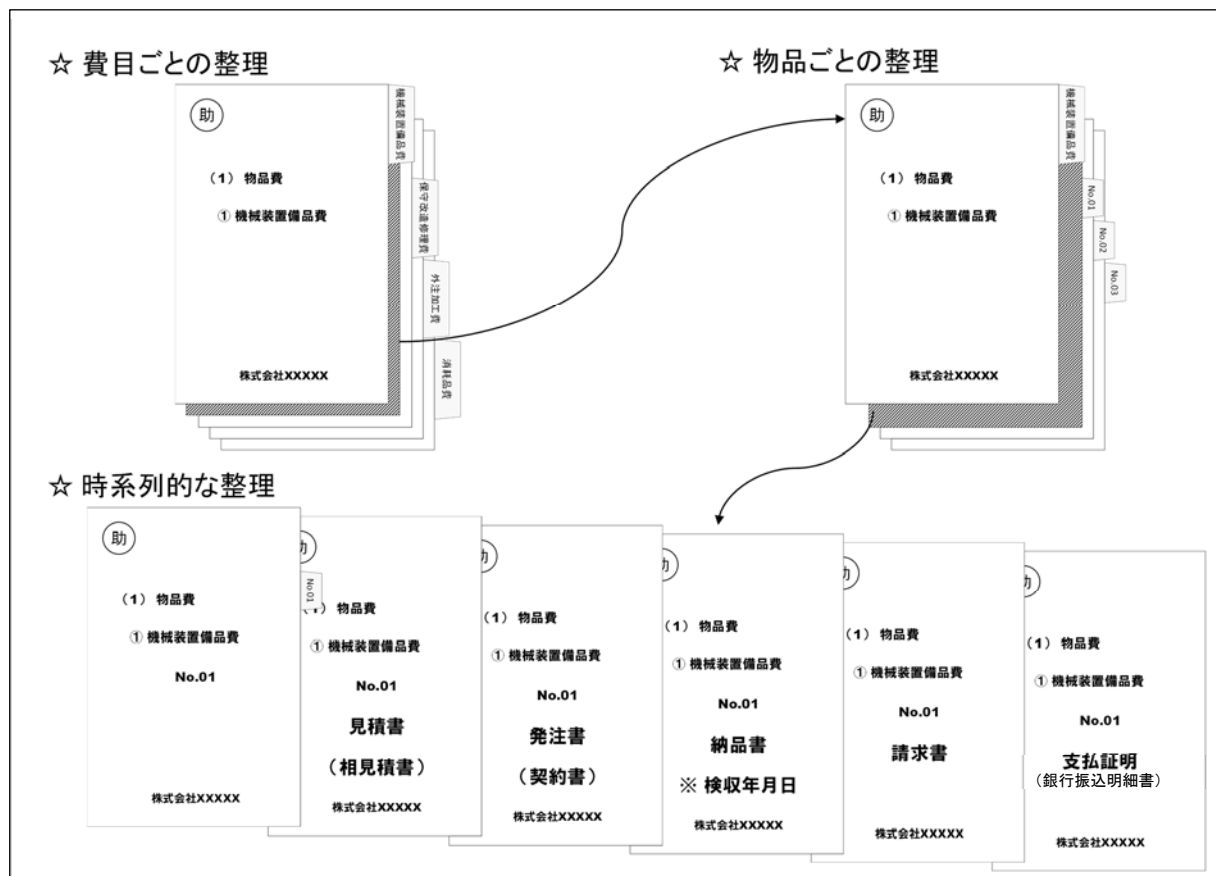 ☆ 費目ごとの整理
助
（1） 物品費
① 機械装置備品費
株式会社XXXXX
機械装置備品費
保守改造修理費
外注加工費
消耗品費
☆ 物品ごとの整理
助
（1） 物品費
① 機械装置備品費
株式会社XXXXX
機械装置備品費
No.01
No.02
No.03
☆ 時系列的な整理
助
（1） 物品費
① 機械装置備品費
No.01
株式会社XXXXX
助
No.01
（1） 物品費
① 機械装置備品費
No.01
見積書
（相見積書）
株式会社XXXXX
助
（1） 物品費
① 機械装置備品費
No.01
発注書
（契約書）
株式会社XXXXX
助
（1） 物品費
① 機械装置備品費
No.01
納品書
※ 検収年月日
株式会社XXXXX
助
（1） 物品費
① 機械装置備品費
No.01
請求書
株式会社XXXXX
助
（1） 物品費
① 機械装置備品費
No.01
支払証明
（銀行振込明細書）
株式会社XXXXX